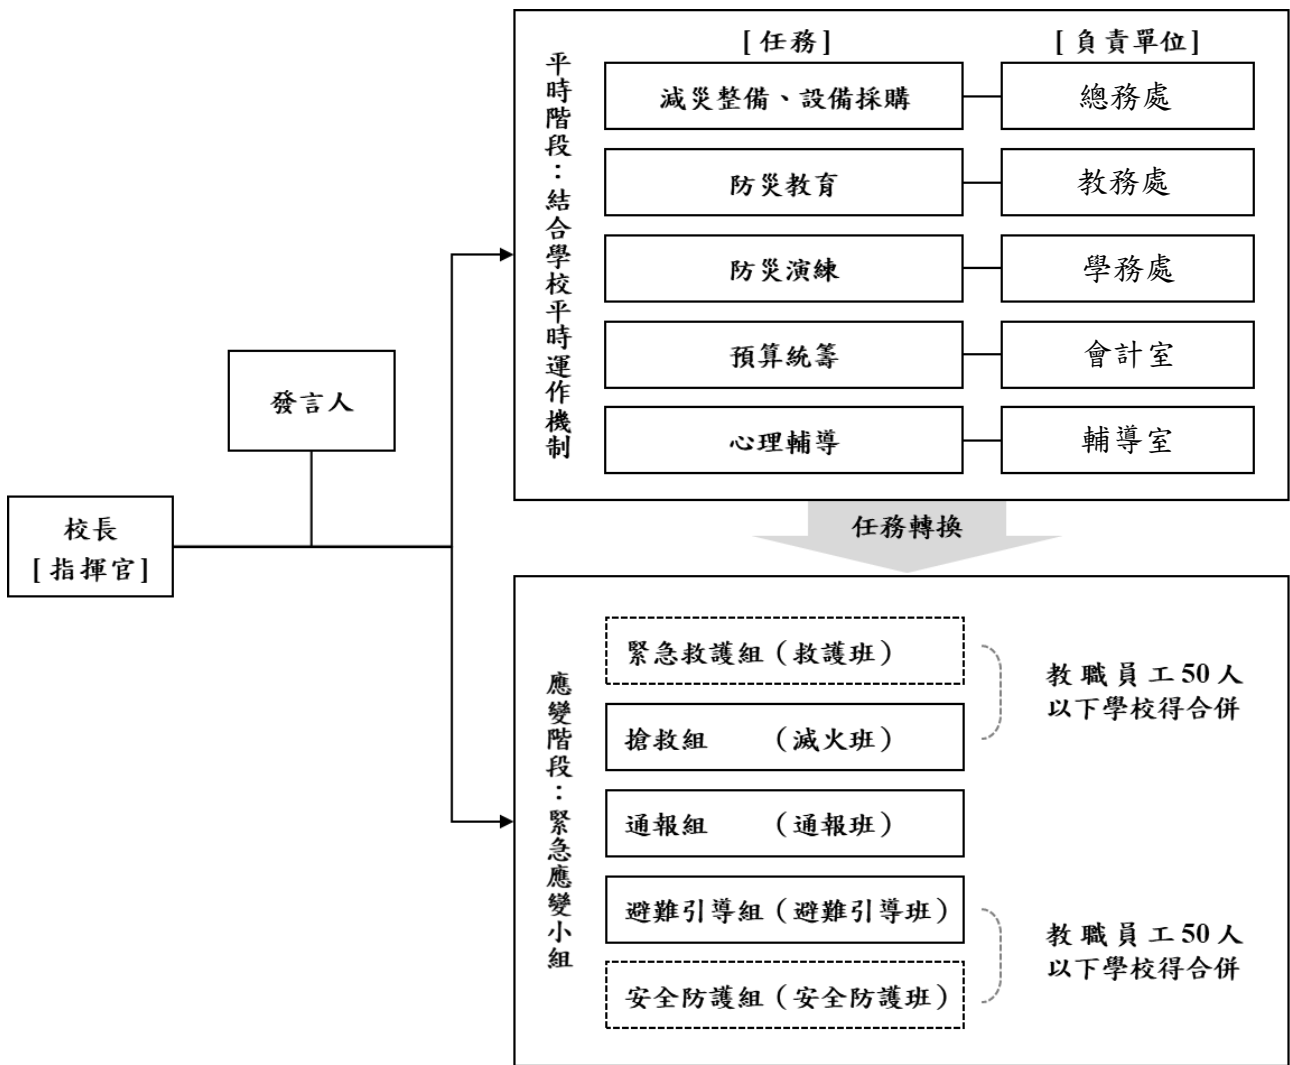 [任務]
[負責單位]
平時階段：結合學校平時運作機制
減災整備、設備採購
總務處
防災教育
教務處
防災演練
學務處
預算統籌
會計室
心理輔導
輔導室
發言人
校長
[指揮官]
任務轉換
應變階段：緊急應變小組
緊急救護組（救護班）
搶救組　　（滅火班）
教職員工50人
以下學校得合併
通報組　　（通報班）
避難引導組（避難引導班）
安全防護組（安全防護班）
教職員工50人
以下學校得合併